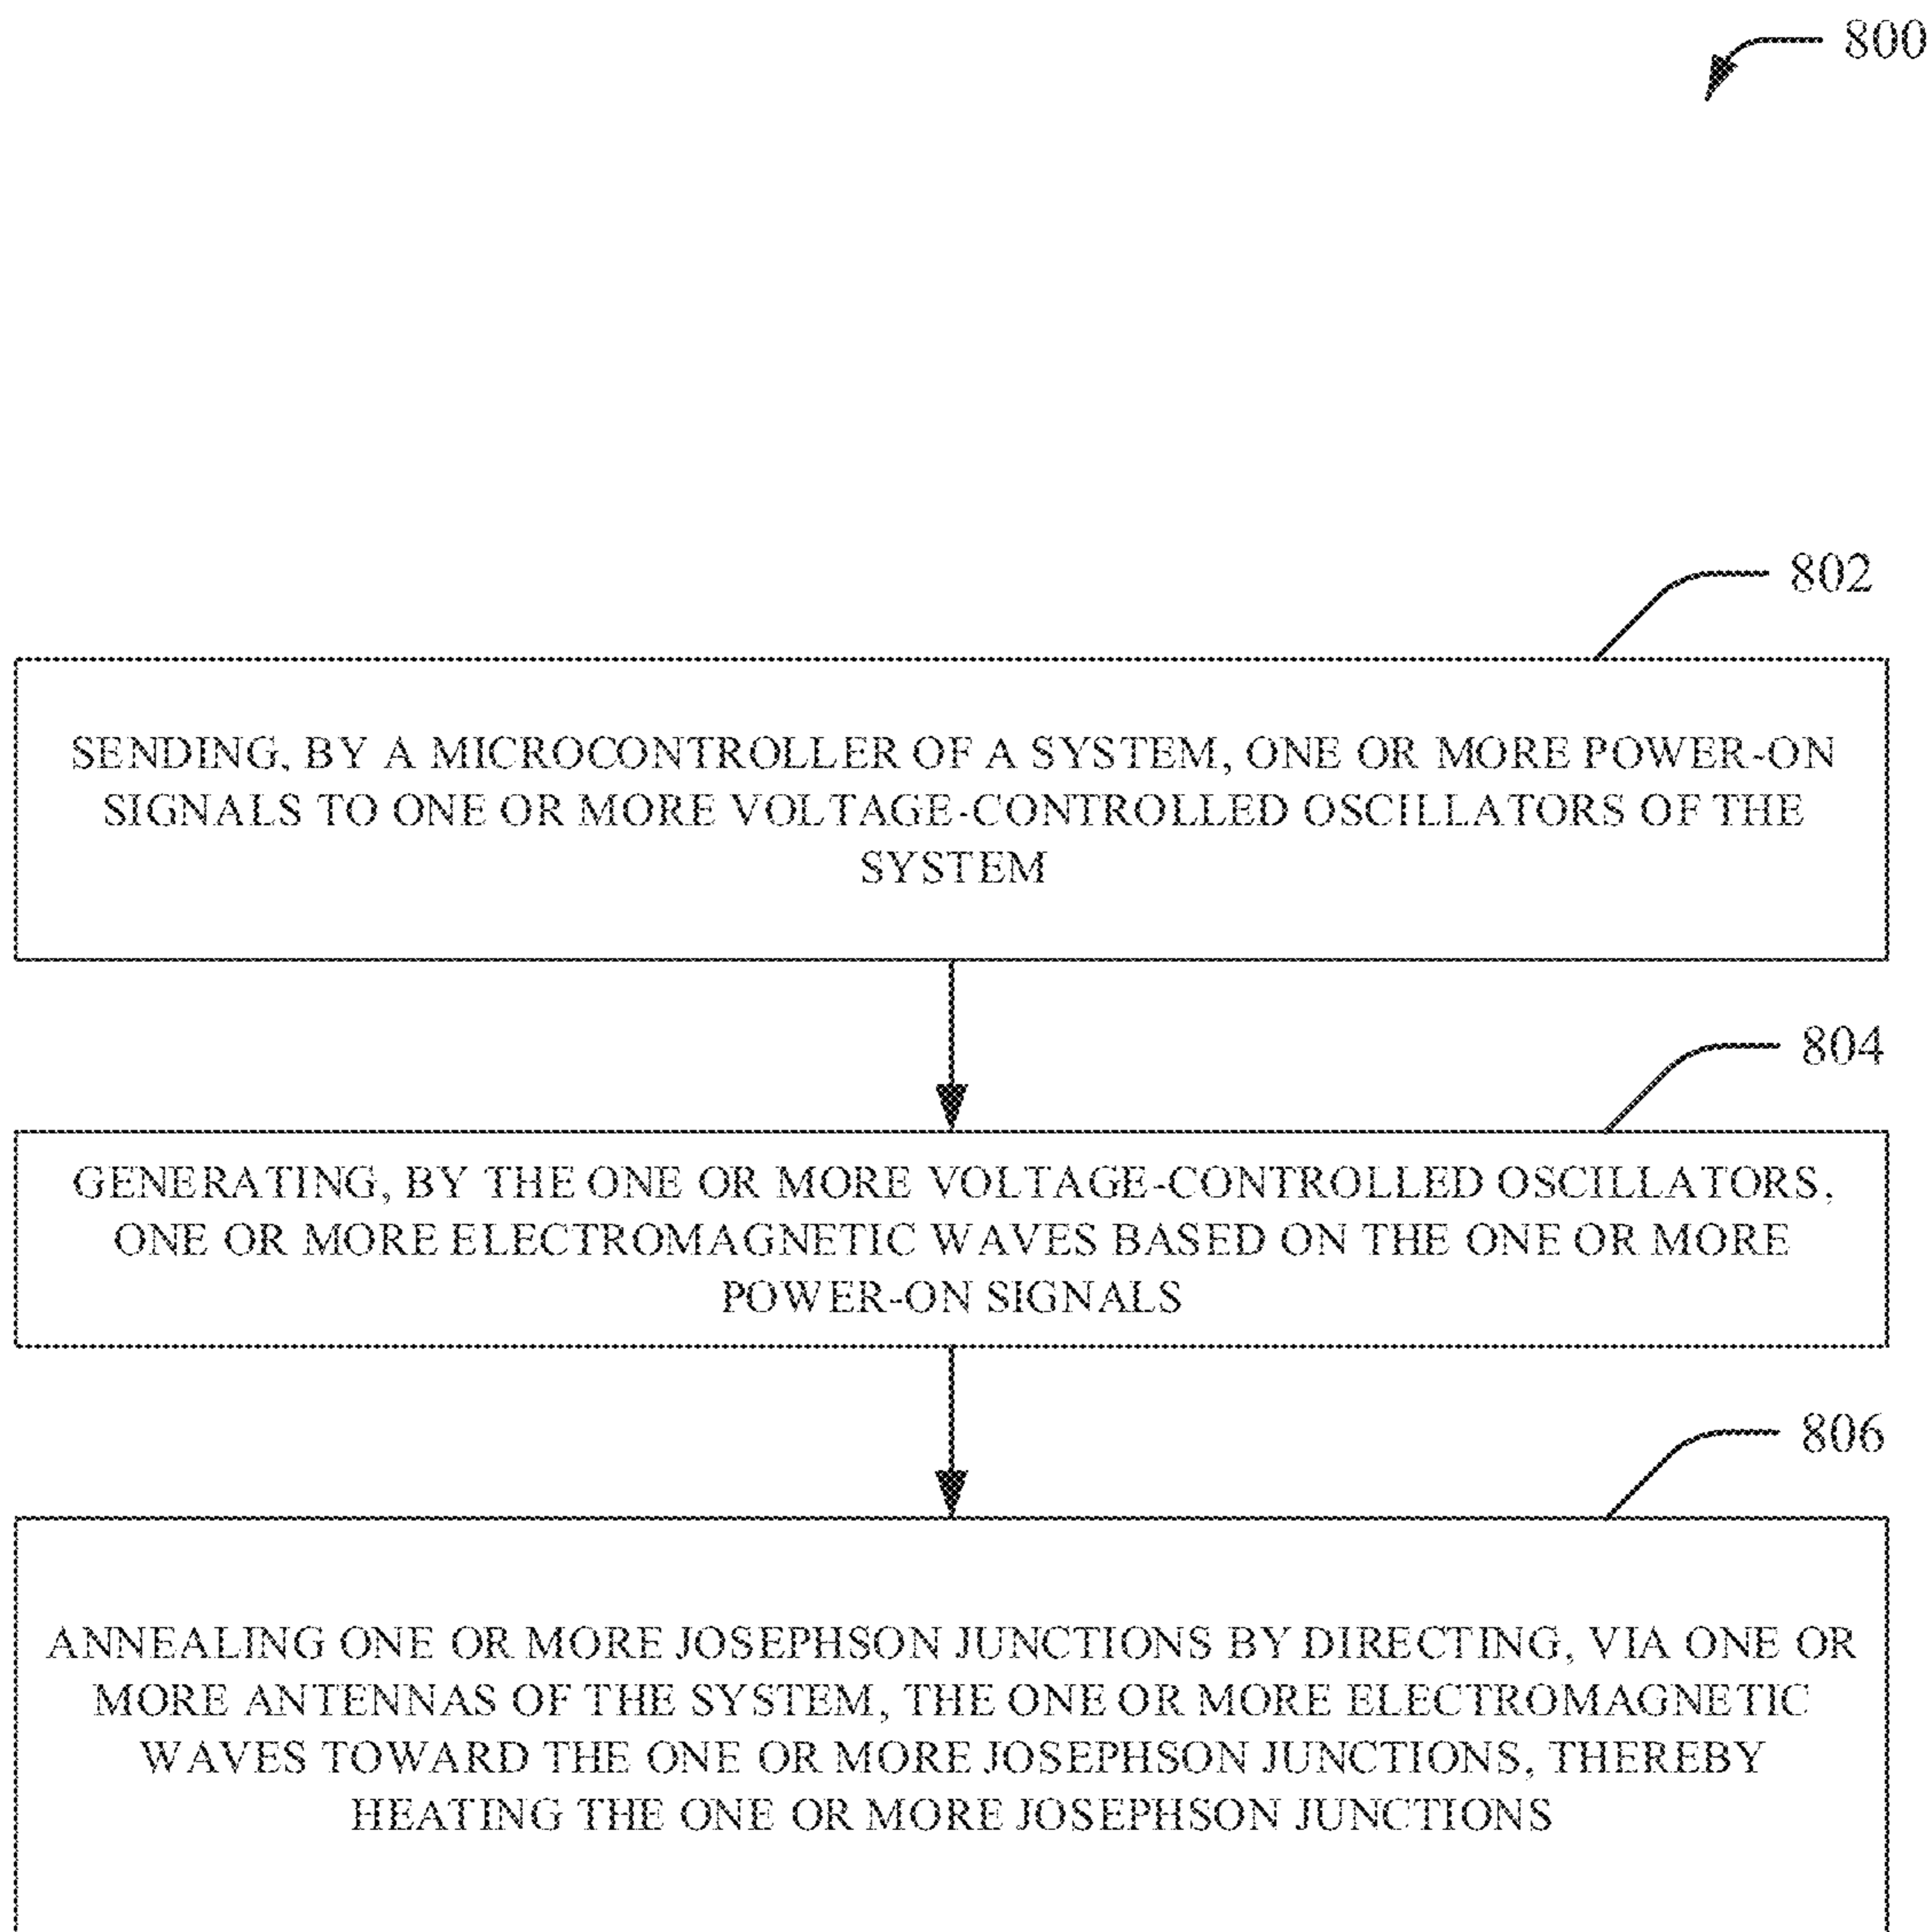 800
802
SENDING, BY A MICROCONTROLLER OF A SYSTEM, ONE OR MORE POWER-ON
SIGNALS TO ONE OR MORE VOLTAGE-CONTROLLED OSCILLATORS OF THE
SYSTEM
804
GENERATING, BY THE ONE OR MORE VOLTAGE-CONTROLLED OSCILLATORS,
ONE OR MORE ELECTROMAGNETIC WAVES BASED ON THE ONE OR MORE
POWER-ON SIGNALS
806
ANNEALING ONE OR MORE JOSEPHSON JUNCTIONS BY DIRECTING, VIA ONE OR
MORE ANTENNAS OF THE SYSTEM, THE ONE OR MORE ELECTROMAGNETIC
WAVES TOWARD THE ONE OR MORE JOSEPHSON JUNCTIONS, THEREBY
HEATING THE ONE OR MORE JOSEPHSON JUNCTIONS